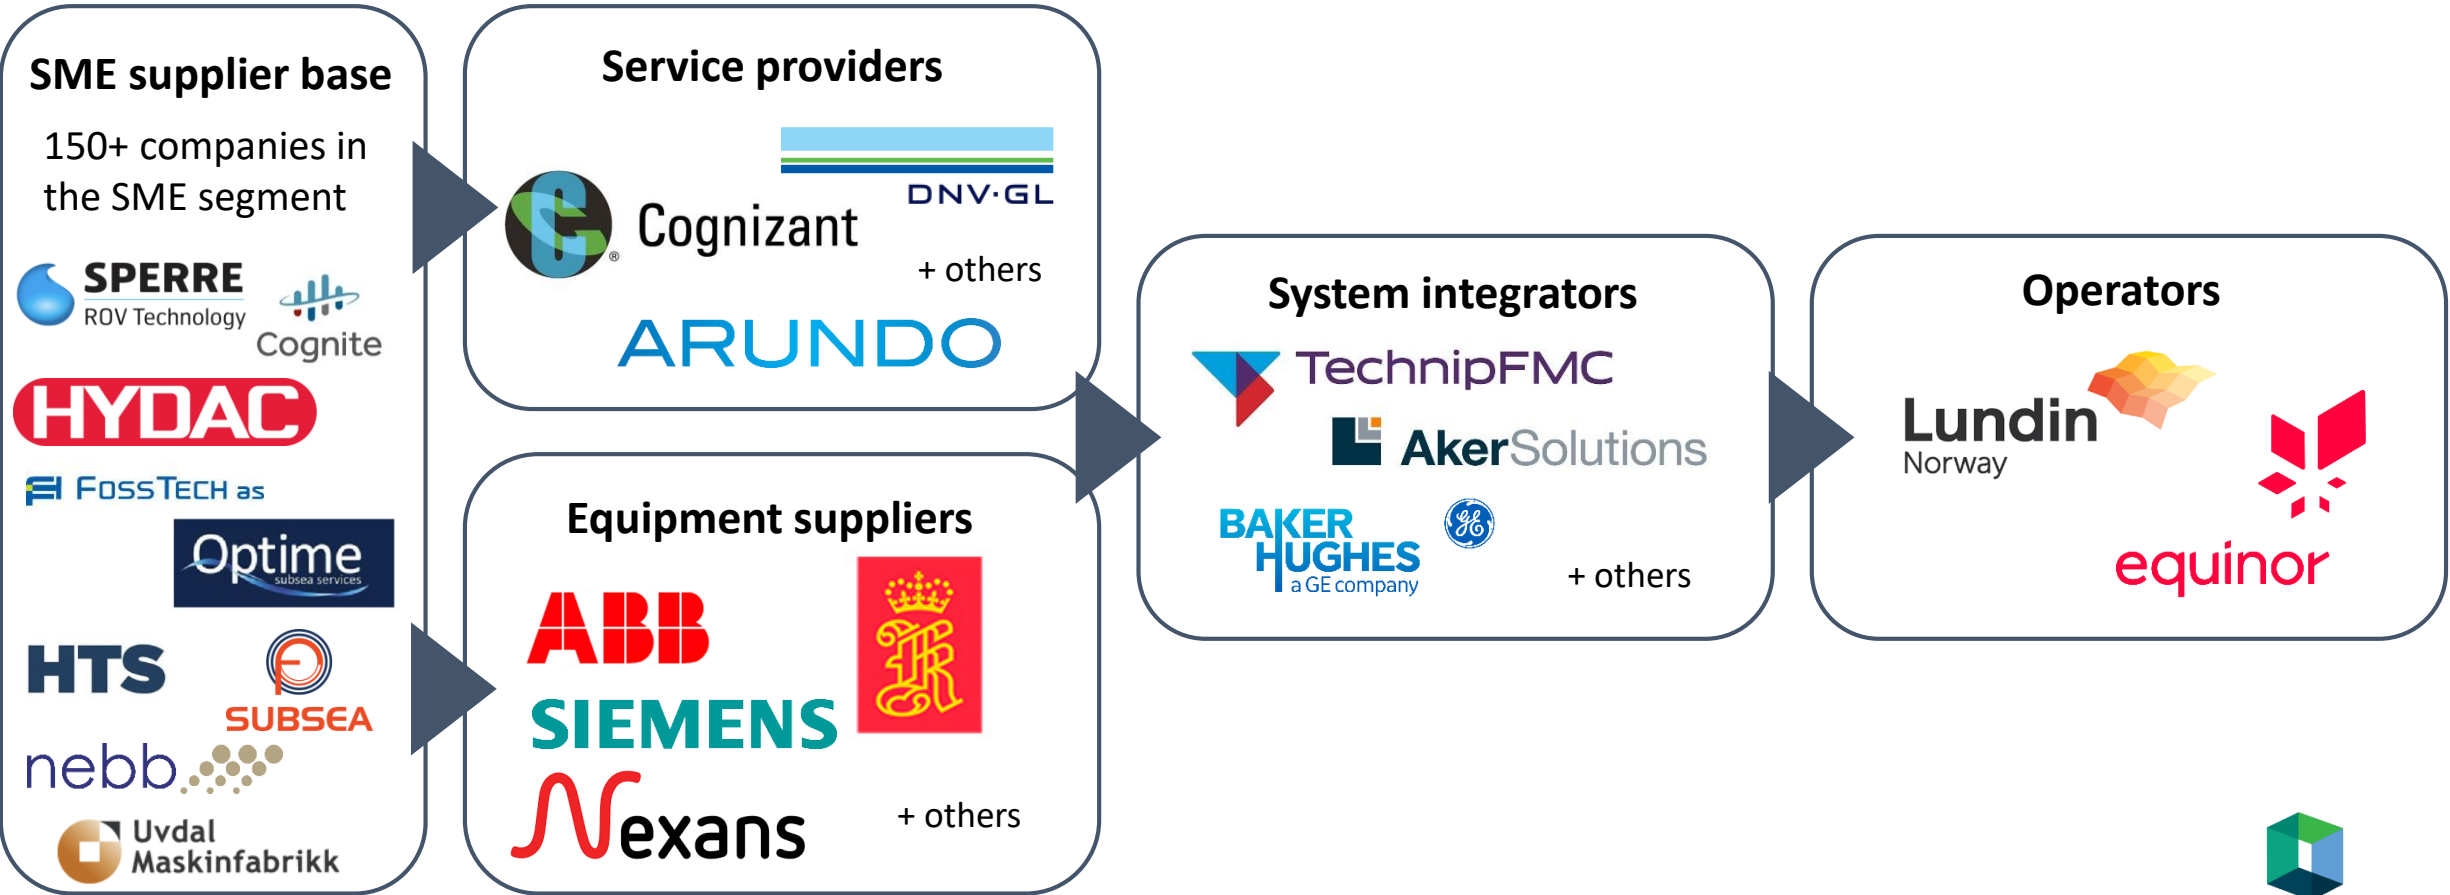 SME supplier base
150+ companies in
the SME segment
SPERRE
ROV Technology
Cognite
HYDAC
FOSSTECH AS
Optime
subsea services
HTS
SUBSEA
nebb
Uvdal
Maskinfabrikk
Service providers
DNV·GL
Cognizant
®
+ others
ARUNDO
Equipment suppliers
ABB
SIEMENS
Nexans
+ others
System integrators
TechnipFMC
AkerSolutions
BAKER
HUGHES
a GE company
GE
+ others
Operators
Lundin
Norway
equinor